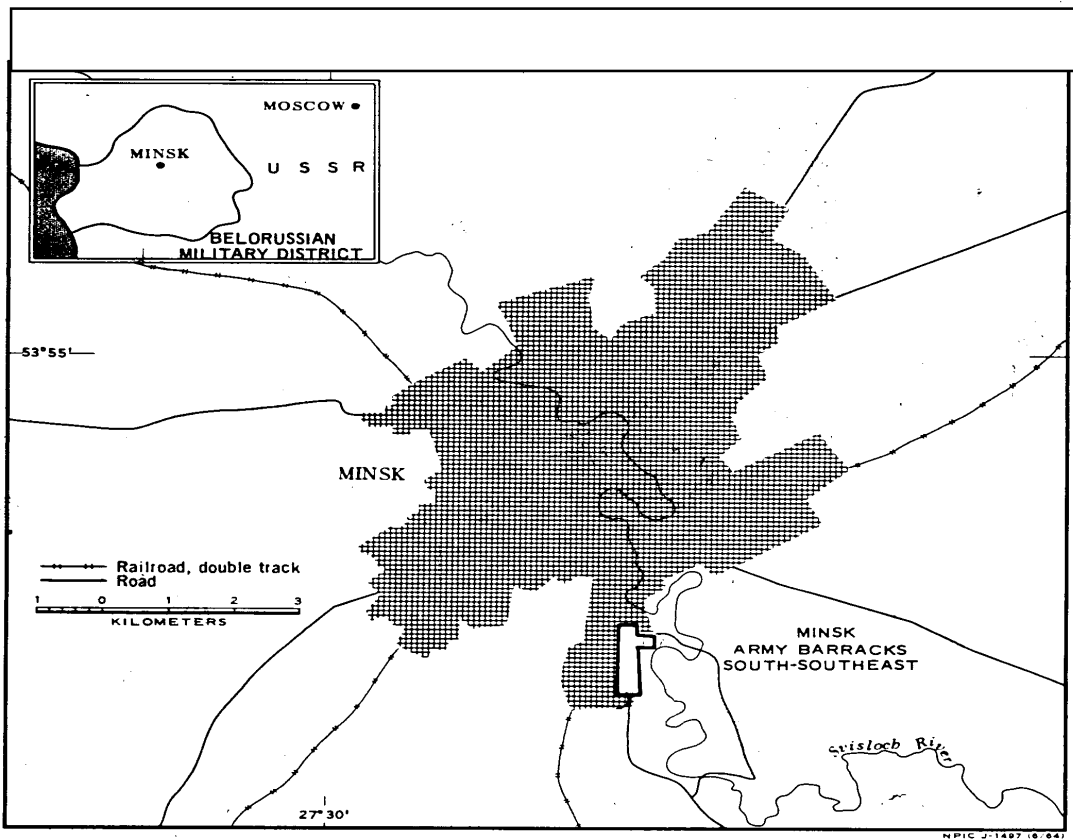 MOSCOW
MINSK
U S S R
BELORUSSIAN
MILITARY DISTRICT
53°55'
MINSK
Railroad, double track
Road
1 0 1 2 3
KILOMETERS
MINSK
ARMY BARRACKS
SOUTH-SOUTHEAST
Svisloch River
27°30'
NPIC J-1497 (6/64)